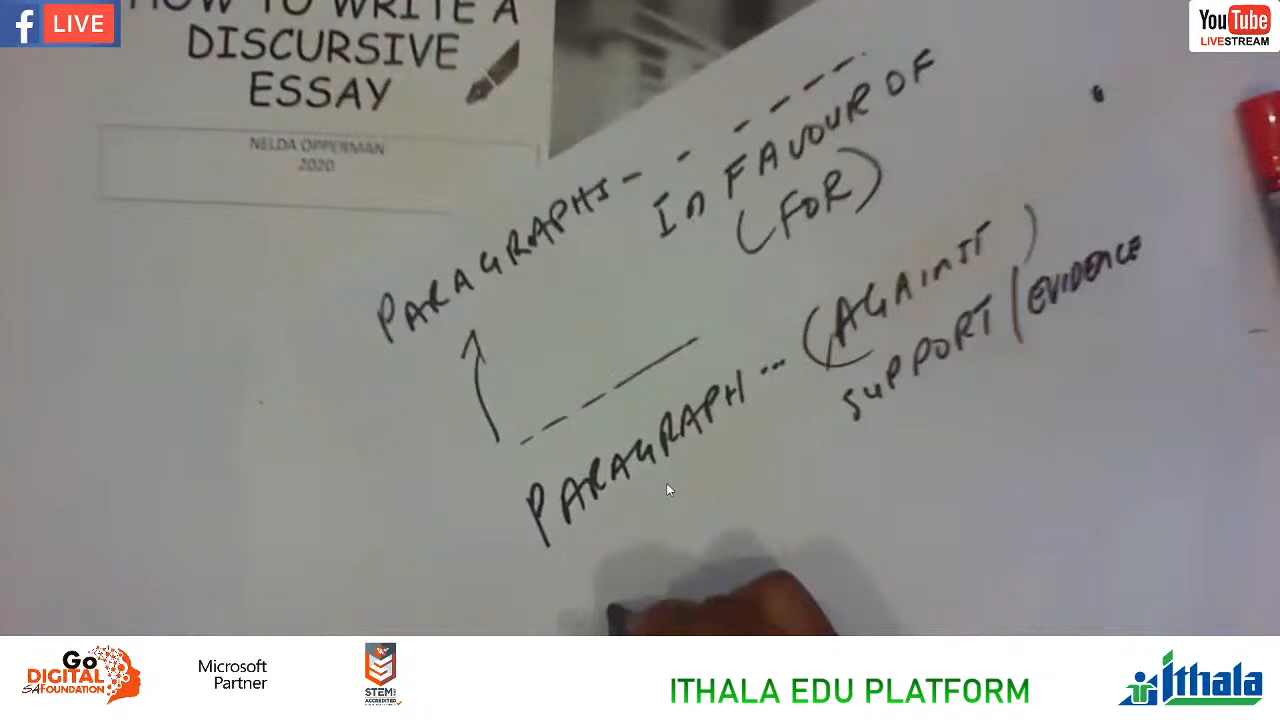 f LIVE
HOW TO WRITE A
DISCURSIVE
ESSAY
NELDA OPPERMAN
2020
YouTube
LIVESTREAM
PARAGRAPHS - - - - - -
In FAVOUR OF
(FOR)
PARAGRAPH ... (AGAINST)
SUPPORT / EVIDENCE
Go
DIGITAL
SA FOUNDATION
Microsoft
Partner
STEM
ACCREDITED
ITHALA EDU PLATFORM
Ithala